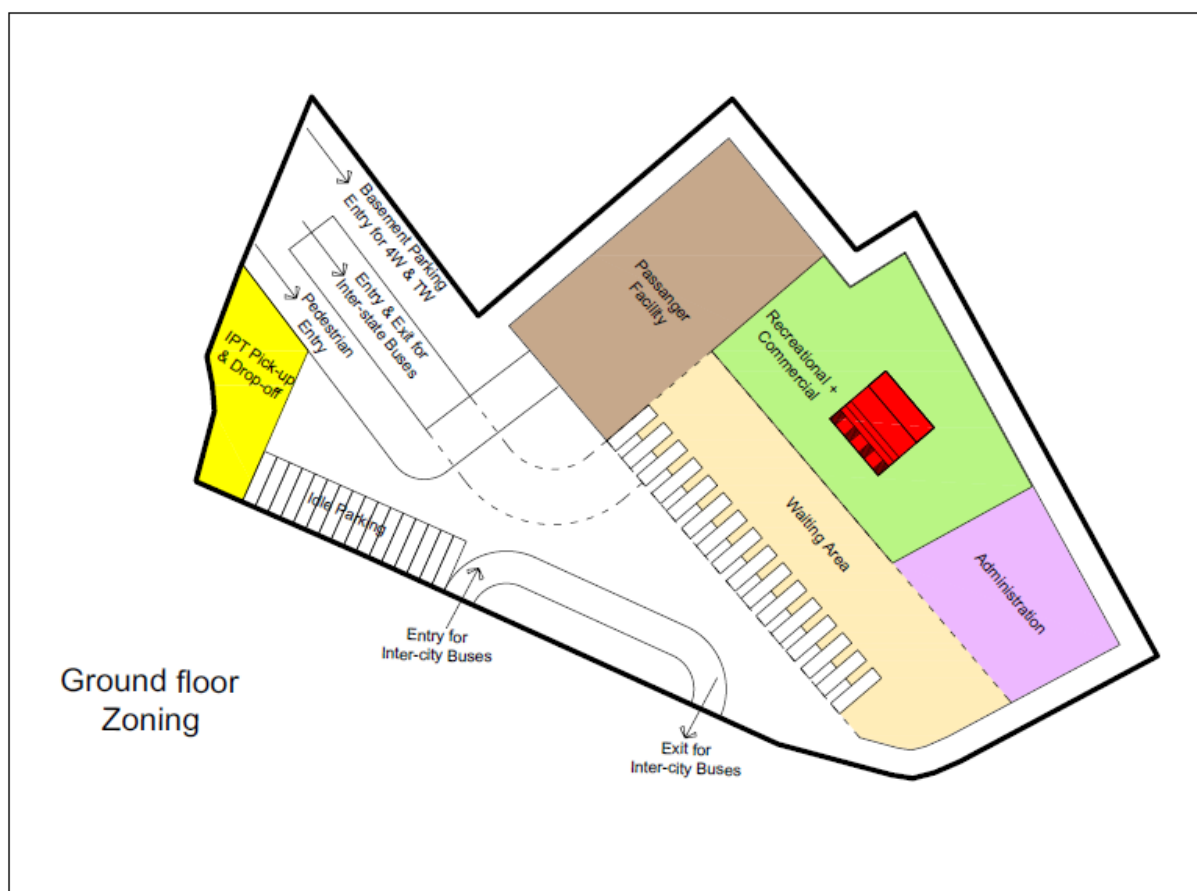 Basement Parking
Entry for 4W & TW
Entry & Exit for
Inter-state Buses
Pedestrian
Entry
IPT Pick-up
& Drop-off
Idle Parking
Passanger
Facility
Recreational +
Commercial
Waiting Area
Administration
Entry for
Inter-city Buses
Exit for
Inter-city Buses
Ground floor
Zoning